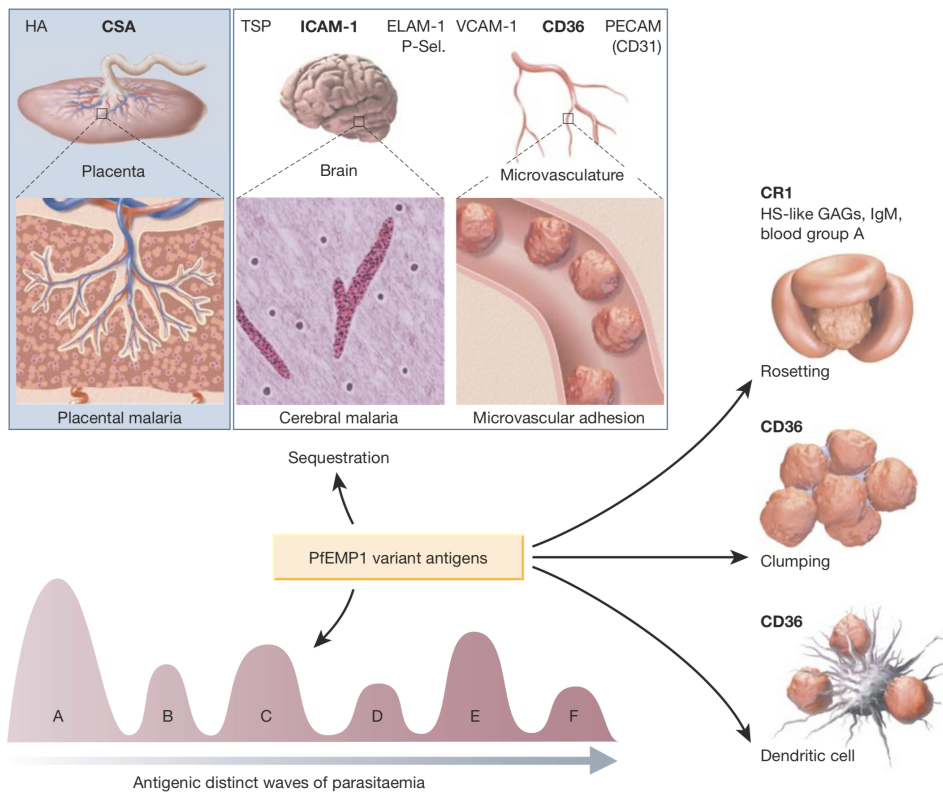 HA CSA
TSP ICAM-1 ELAM-1
P-Sel.
VCAM-1 CD36 PECAM
(CD31)
Placenta
Brain
Microvasculature
Placental malaria
Cerebral malaria
Microvascular adhesion
Sequestration
PfEMP1 variant antigens
CR1
HS-like GAGs, IgM,
blood group A
Rosetting
CD36
Clumping
CD36
Dendritic cell
A B C D E F
Antigenic distinct waves of parasitaemia